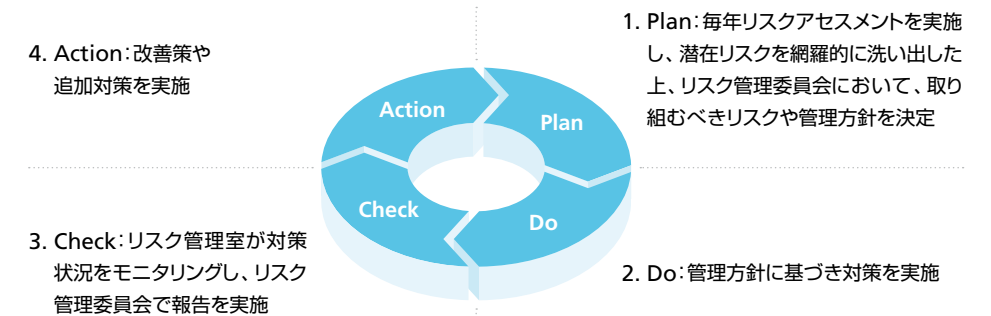 1. Plan:毎年リスクアセスメントを実施
し、潜在リスクを網羅的に洗い出した
上、リスク管理委員会において、取り
組むべきリスクや管理方針を決定
4. Action:改善策や
追加対策を実施
Action
Plan
Check
Do
3. Check:リスク管理室が対策
状況をモニタリングし、リスク
管理委員会で報告を実施
2. Do:管理方針に基づき対策を実施